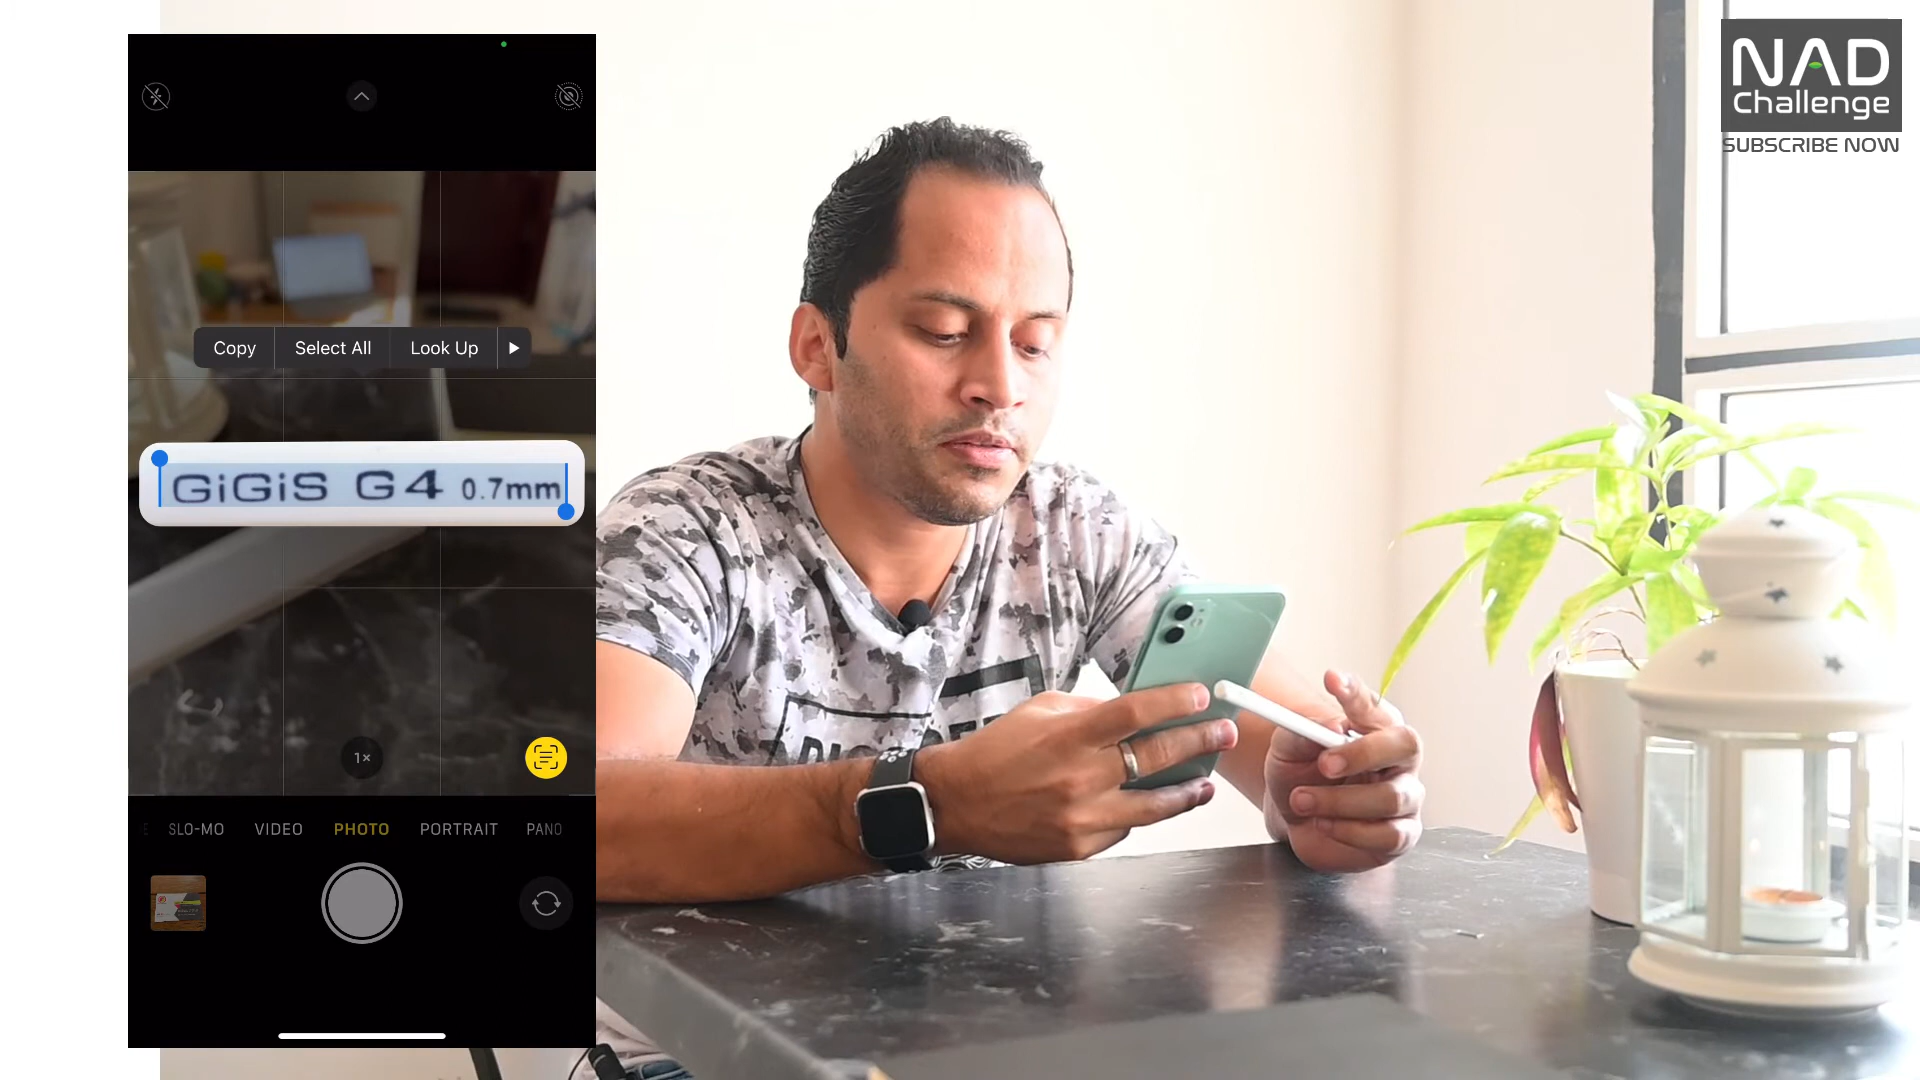 Copy Select All Look Up
GiGiS G4 0.7mm
1×
SLO-MO VIDEO PHOTO PORTRAIT PANO
NAD
Challenge
SUBSCRIBE NOW